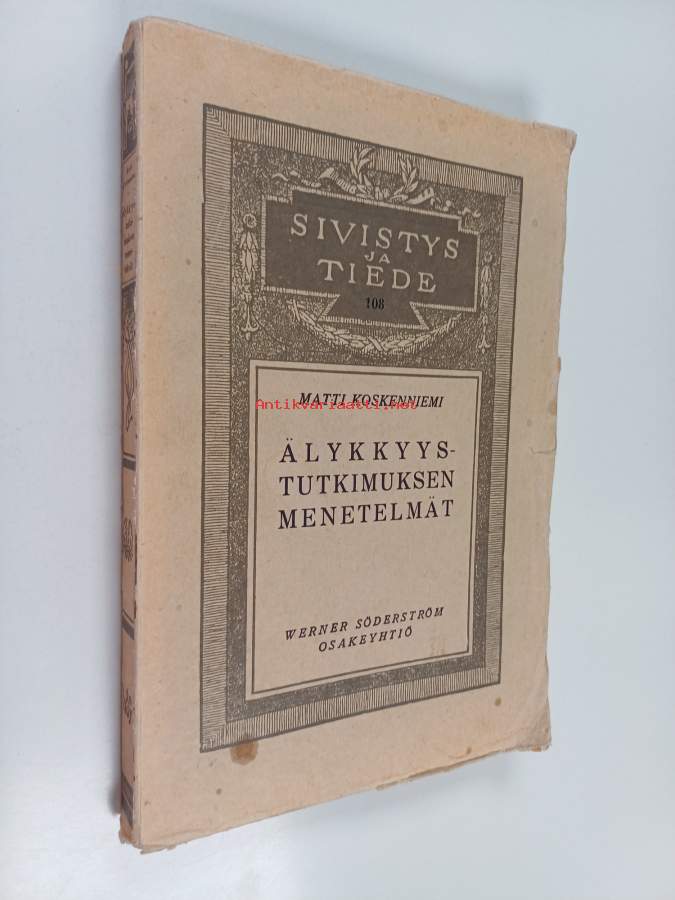 SIVISTYS
JA
TIEDE
108
MATTI KOSKENNIEMI
Antikvariaatti.net
ÄLYKKYYS-
TUTKIMUKSEN
MENETELMÄT
WERNER SÖDERSTRÖM
OSAKEYHTIÖ